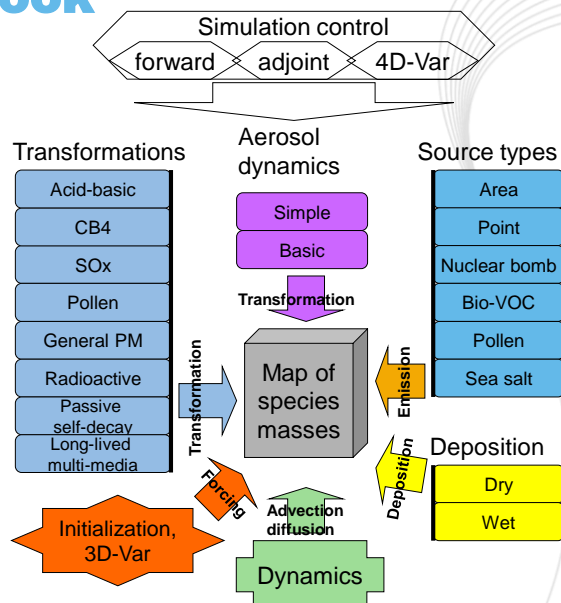 Simulation control
forward
adjoint
4D-Var
Transformations
Acid-basic
CB4
SOx
Pollen
General PM
Radioactive
Passive
self-decay
Long-lived
multi-media
Transformation
Aerosol
dynamics
Simple
Basic
Transformation
Map of
species
masses
Source types
Area
Point
Nuclear bomb
Bio-VOC
Pollen
Sea salt
Emission
Deposition
Dry
Wet
Deposition
Forcing
Initialization,
3D-Var
Advection
diffusion
Dynamics